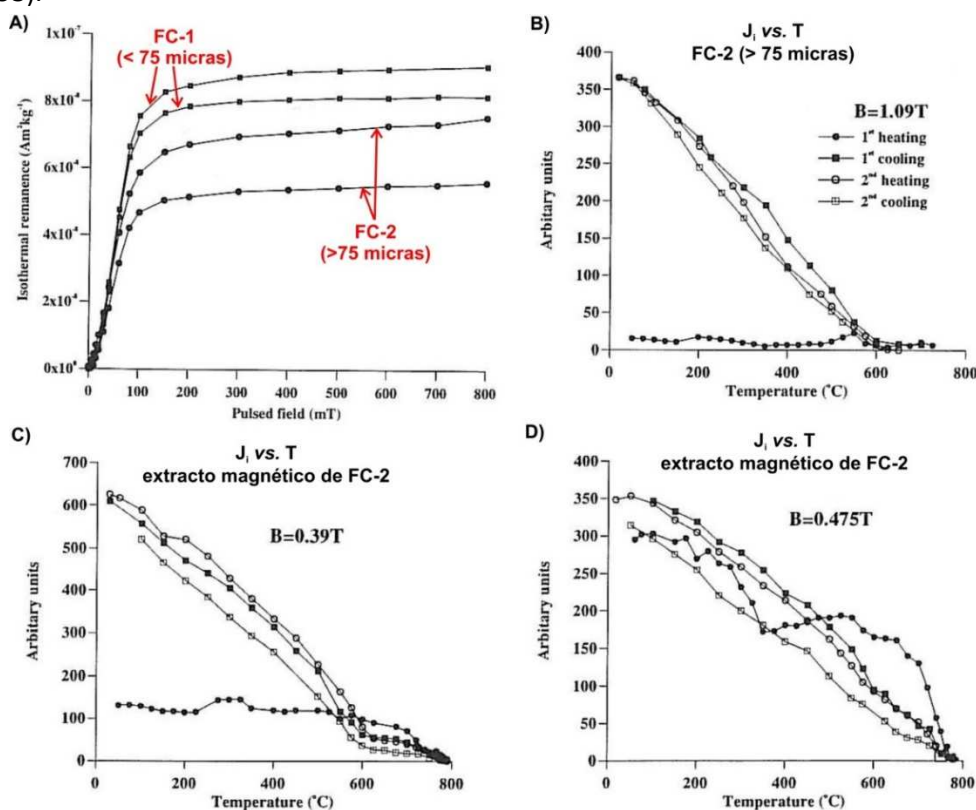 A)
FC-1
(< 75 micras)
FC-2
(>75 micras)
Isothermal remanence (Am²kg⁻¹)
1x10⁻⁷
8x10⁻⁸
6x10⁻⁸
4x10⁻⁸
2x10⁻⁸
0x10⁰
0 100 200 300 400 500 600 700 800
Pulsed field (mT)
B)
Jᵢ vs. T
FC-2 (> 75 micras)
B=1.09T
1ˢᵗ heating
1ˢᵗ cooling
2ⁿᵈ heating
2ⁿᵈ cooling
Arbitary units
400
350
300
250
200
150
100
50
0
0 200 400 600 800
Temperature (°C)
C)
Jᵢ vs. T
extracto magnético de FC-2
B=0.39T
Arbitary units
700
600
500
400
300
200
100
0
0 200 400 600 800
Temperature (°C)
D)
Jᵢ vs. T
extracto magnético de FC-2
B=0.475T
Arbitary units
400
350
300
250
200
150
100
50
0
0 200 400 600 800
Temperature (°C)